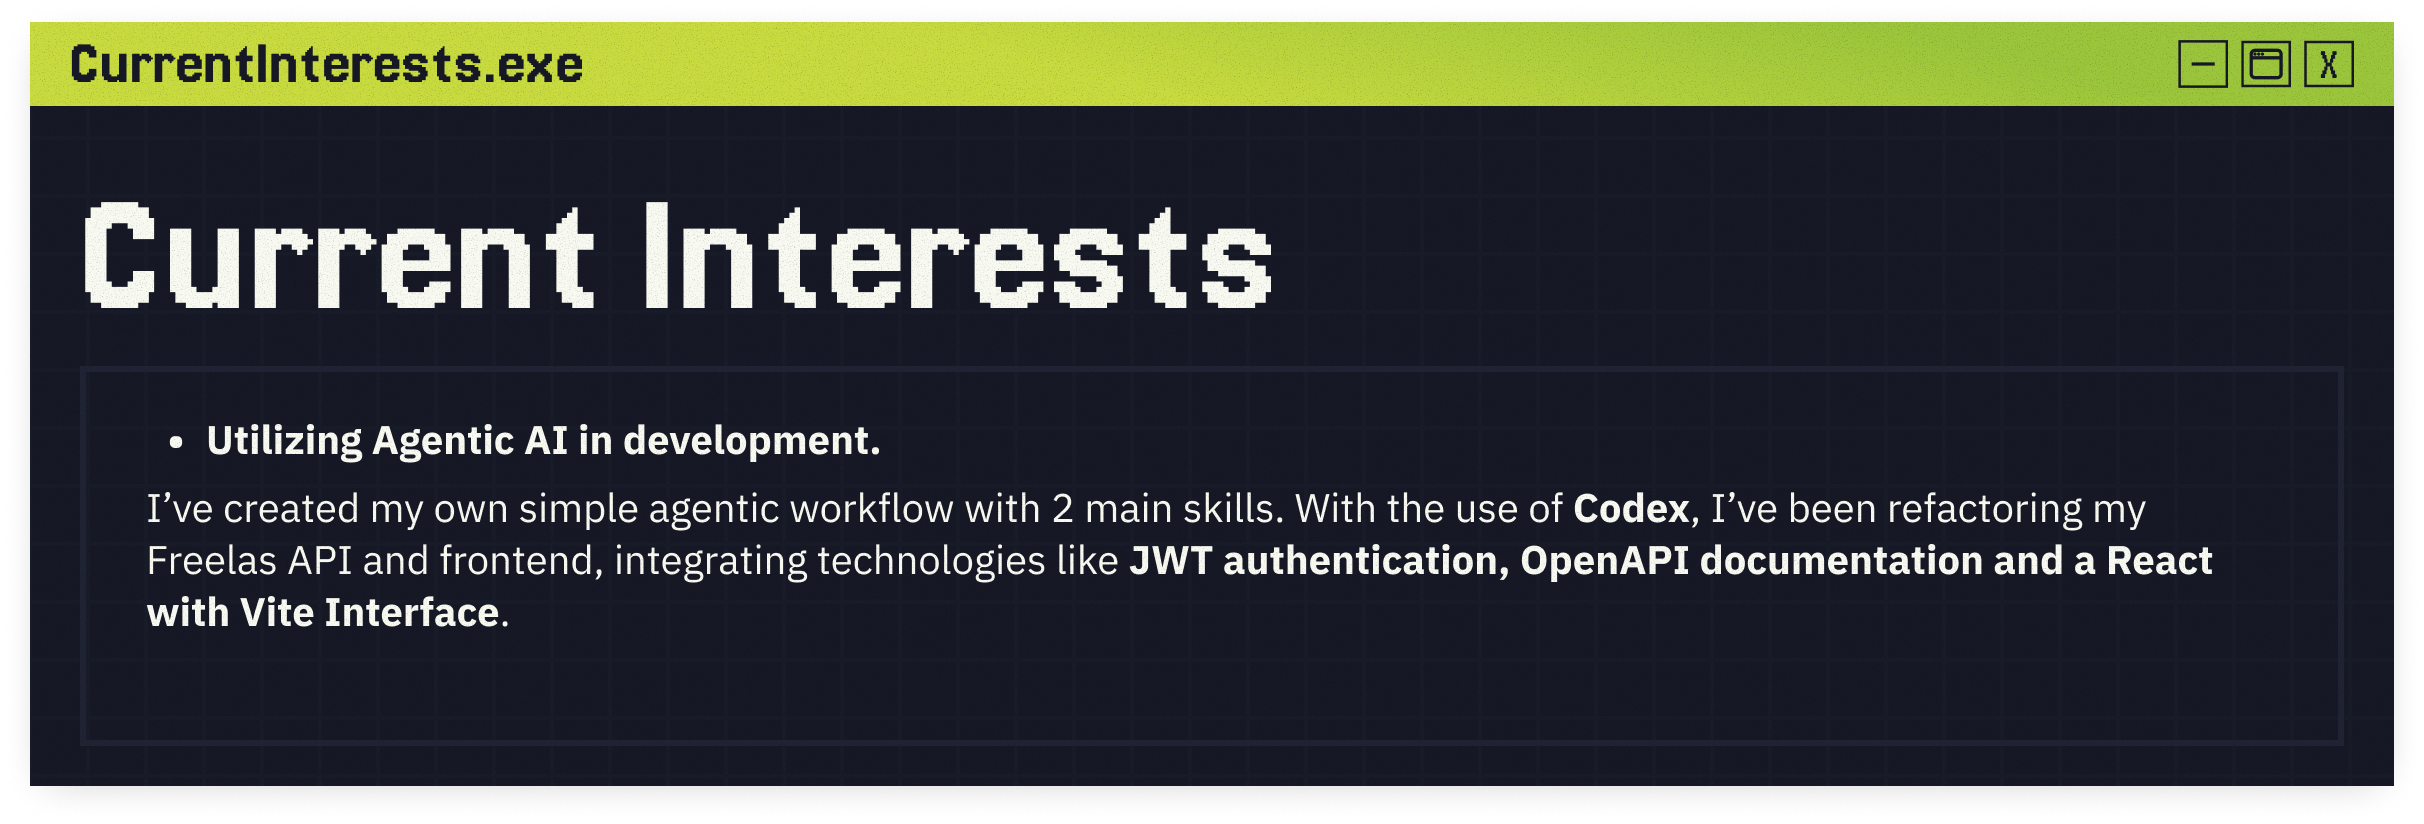 CurrentInterests.exe
X
Current Interests
• Utilizing Agentic AI in development.
I’ve created my own simple agentic workflow with 2 main skills. With the use of Codex, I’ve been refactoring my
Freelas API and frontend, integrating technologies like JWT authentication, OpenAPI documentation and a React
with Vite Interface.